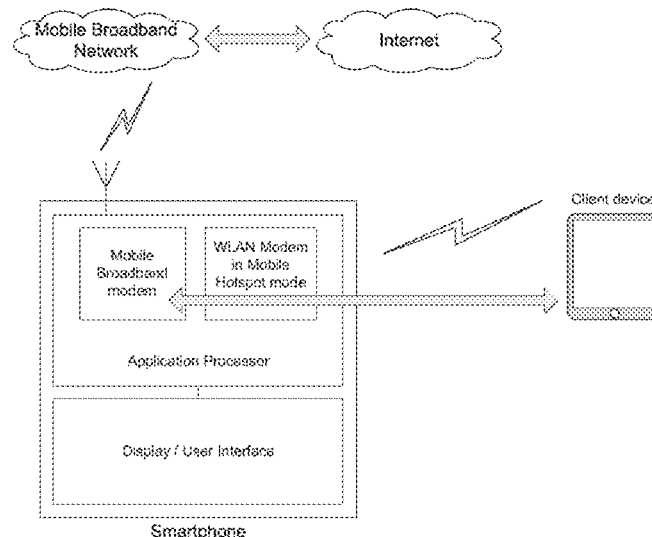 Mobile Broadband
Network
Internet
Client device
Mobile
Broadband
modem
WLAN Modem
in Mobile
Hotspot mode
Application Processor
Display / User Interface
Smartphone